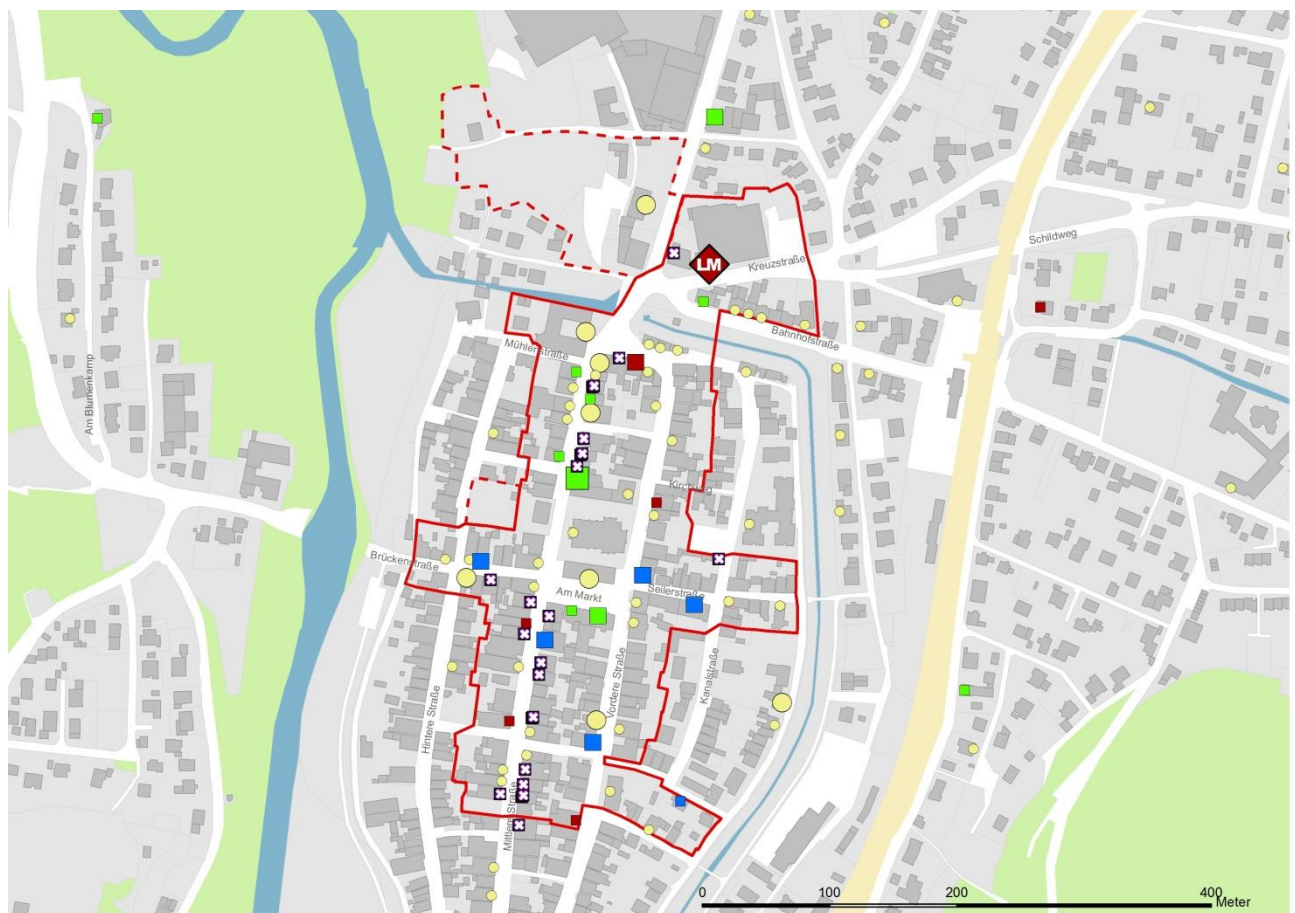 Schildweg
LM
Kreuzstraße
Bahnhofstraße
Mühlenstraße
Am Blumenkamp
Kirchweg
Brückenstraße
Am Markt
Seilerstraße
Hintere Straße
Vordere Straße
Kanalstraße
Mittlere Straße
0 100 200 400
Meter